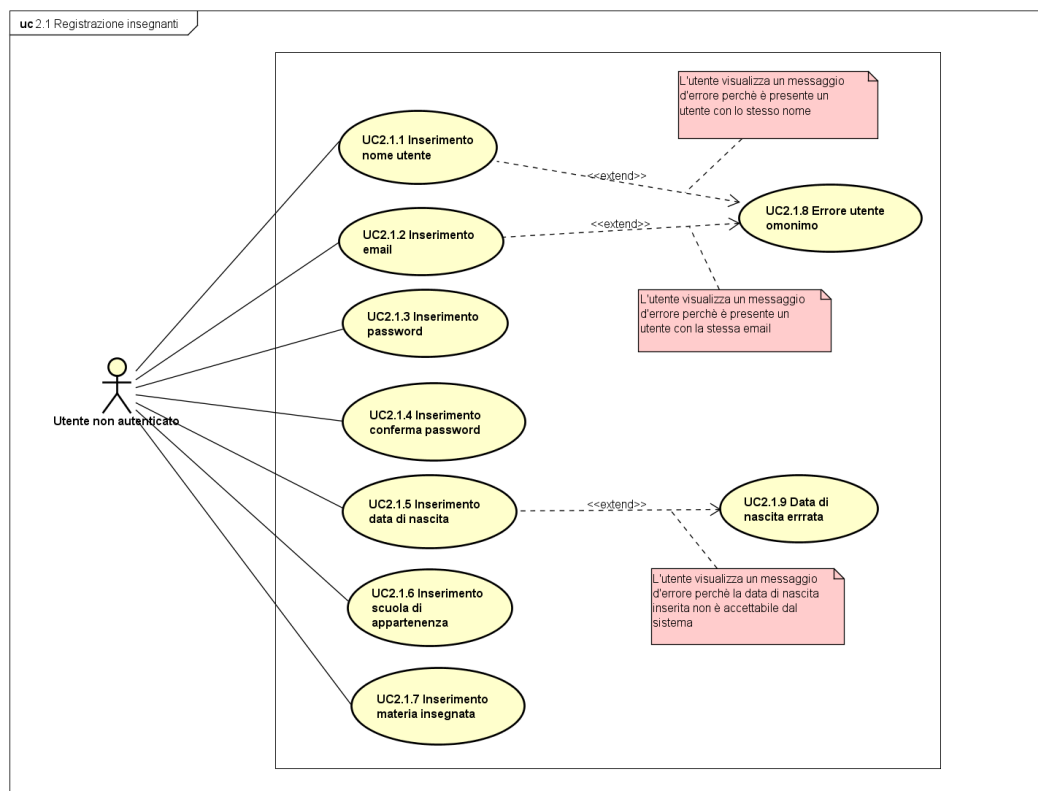 uc 2.1 Registrazione insegnanti
L'utente visualizza un messaggio
d'errore perchè è presente un
utente con lo stesso nome
UC2.1.1 Inserimento
nome utente
<<extend>>
UC2.1.8 Errore utente
omonimo
UC2.1.2 Inserimento
email
<<extend>>
L'utente visualizza un messaggio
d'errore perchè è presente un
utente con la stessa email
UC2.1.3 Inserimento
password
Utente non autenticato
UC2.1.4 Inserimento
conferma password
UC2.1.5 Inserimento
data di nascita
<<extend>>
UC2.1.9 Data di
nascita errrata
L'utente visualizza un messaggio
d'errore perchè la data di nascita
inserita non è accettabile dal
sistema
UC2.1.6 Inserimento
scuola di
appartenenza
UC2.1.7 Inserimento
materia insegnata